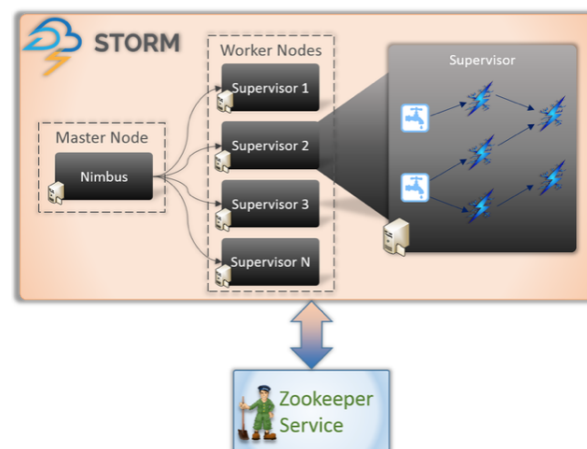 STORM
Master Node
Nimbus
Worker Nodes
Supervisor 1
Supervisor 2
Supervisor 3
Supervisor N
Supervisor
Zookeeper
Service